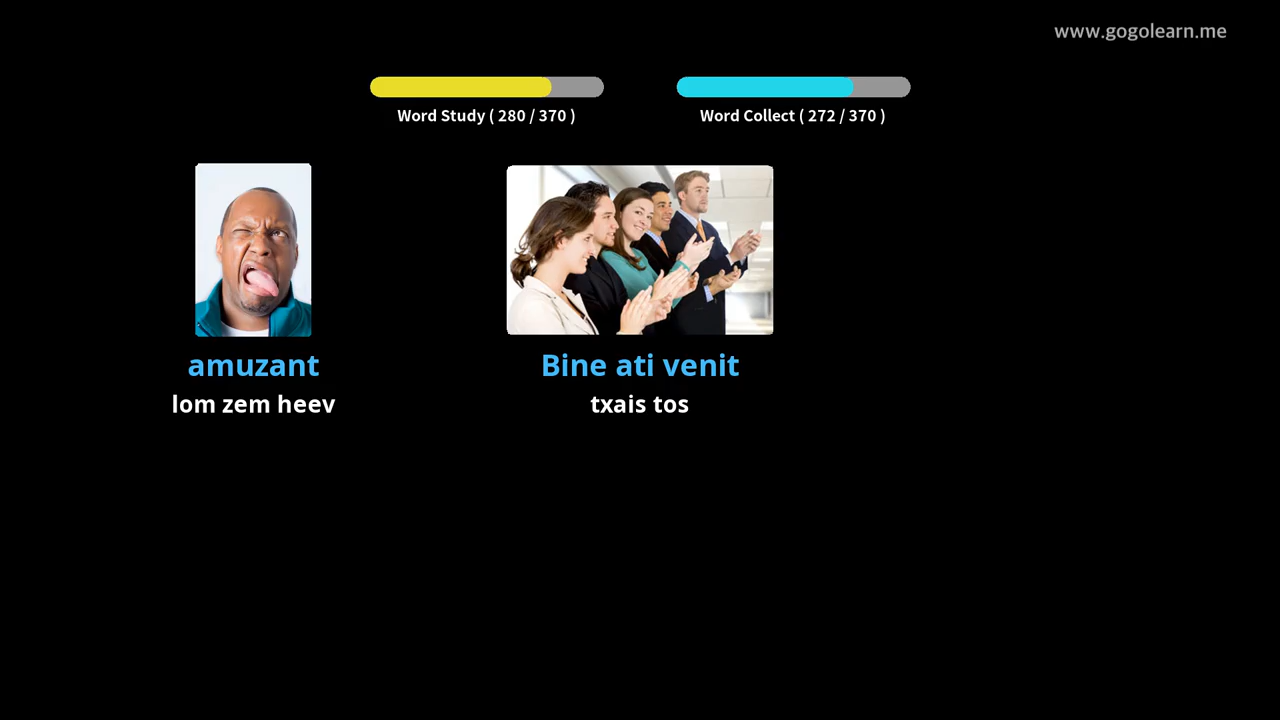 www.gogolearn.me
Word Study ( 280 / 370 )
Word Collect ( 272 / 370 )
amuzant
lom zem heev
Bine ati venit
txais tos